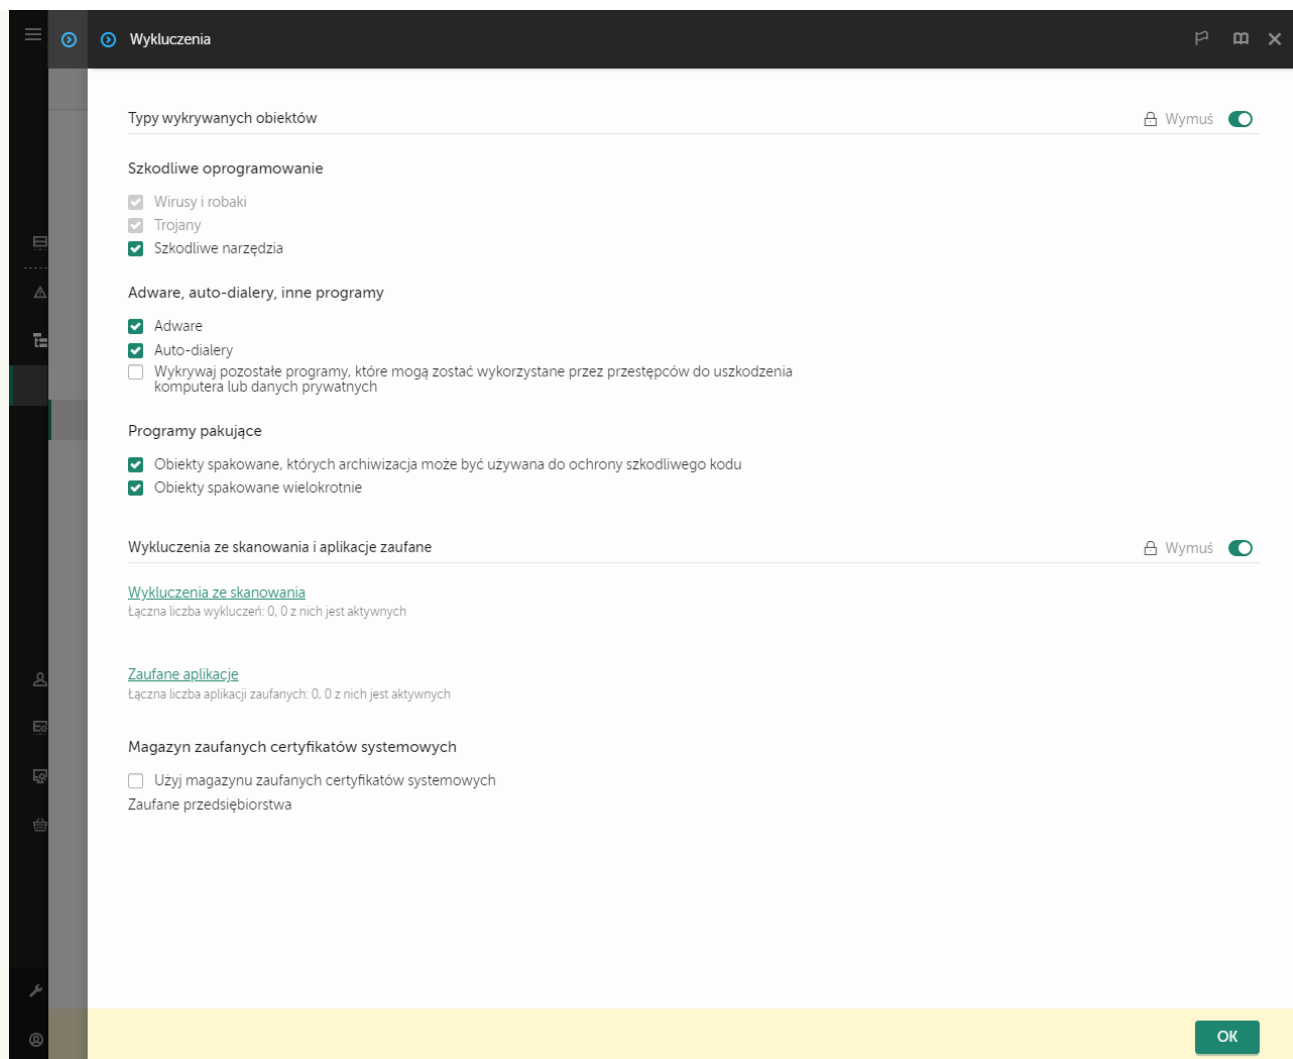 Wykluczenia
Typy wykrywanych obiektów
Wymuś
Szkodliwe oprogramowanie
Wirusy i robaki
Trojany
Szkodliwe narzędzia
Adware, auto-dialery, inne programy
Adware
Auto-dialery
Wykrywaj pozostałe programy, które mogą zostać wykorzystane przez przestępców do uszkodzenia
komputera lub danych prywatnych
Programy pakujące
Obiekty spakowane, których archiwizacja może być używana do ochrony szkodliwego kodu
Obiekty spakowane wielokrotnie
Wykluczenia ze skanowania i aplikacje zaufane
Wymuś
Wykluczenia ze skanowania
Łączna liczba wykluczeń: 0, 0 z nich jest aktywnych
Zaufane aplikacje
Łączna liczba aplikacji zaufanych: 0, 0 z nich jest aktywnych
Magazyn zaufanych certyfikatów systemowych
Użyj magazynu zaufanych certyfikatów systemowych
Zaufane przedsiębiorstwa
OK